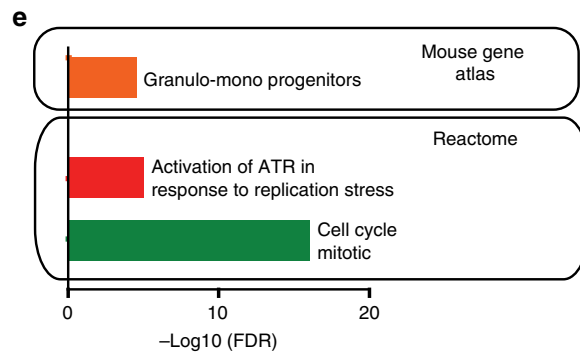 e
Mouse gene
atlas
Granulo-mono progenitors
Reactome
Activation of ATR in
response to replication stress
Cell cycle
mitotic
0 10 20
–Log10 (FDR)